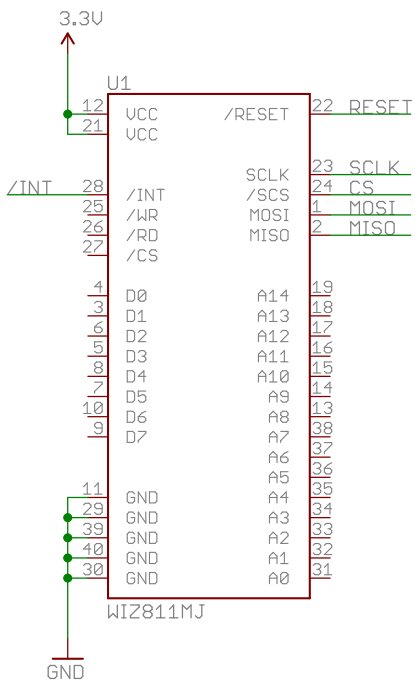 3.3V
U1
12 VCC /RESET 22 RESET
21 VCC
SCLK 23 SCLK
/INT 28 /INT /SCS 24 CS
25 /WR MOSI 1 MOSI
26 /RD MISO 2 MISO
27 /CS
4 D0 A14 19
3 D1 A13 18
6 D2 A12 17
5 D3 A11 16
8 D4 A10 15
7 D5 A9 14
10 D6 A8 13
9 D7 A7 38
A6 37
A5 36
11 GND A4 35
29 GND A3 34
39 GND A2 33
40 GND A1 32
30 GND A0 31
WIZ811MJ
GND